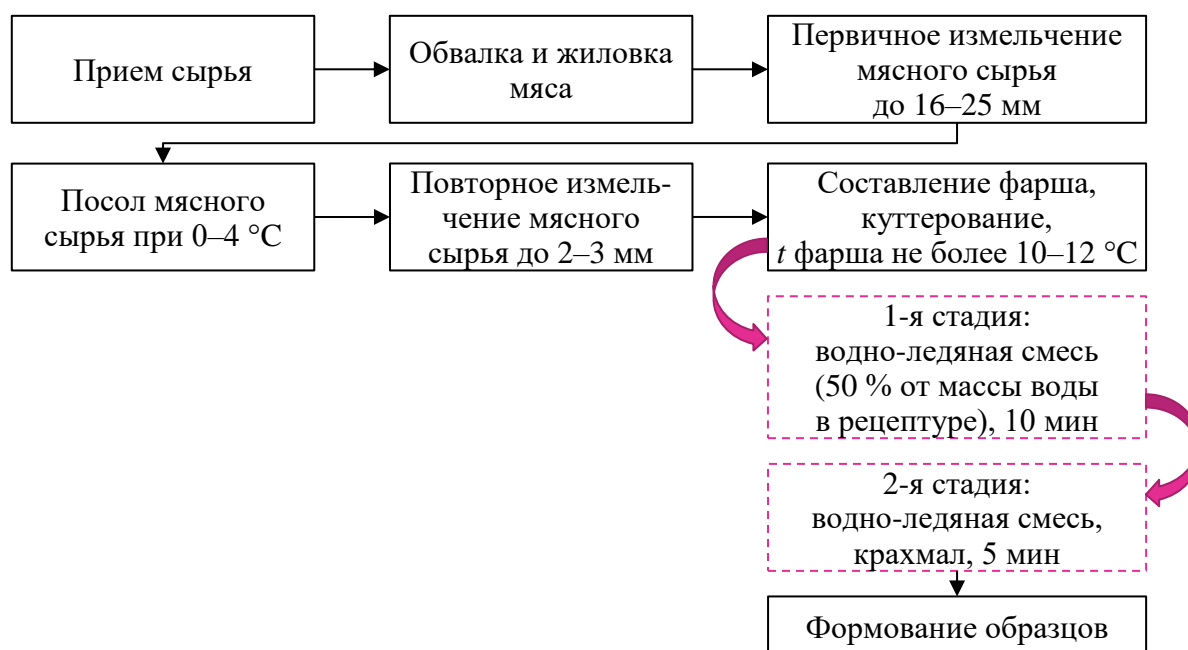 Прием сырья
Обвалка и жиловка
мяса
Первичное измельчение
мясного сырья
до 16–25 мм
Посол мясного
сырья при 0–4 °С
Повторное измель-
чение мясного
сырья до 2–3 мм
Составление фарша,
куттерование,
t фарша не более 10–12 °С
1-я стадия:
водно-ледяная смесь
(50 % от массы воды
в рецептуре), 10 мин
2-я стадия:
водно-ледяная смесь,
крахмал, 5 мин
Формование образцов